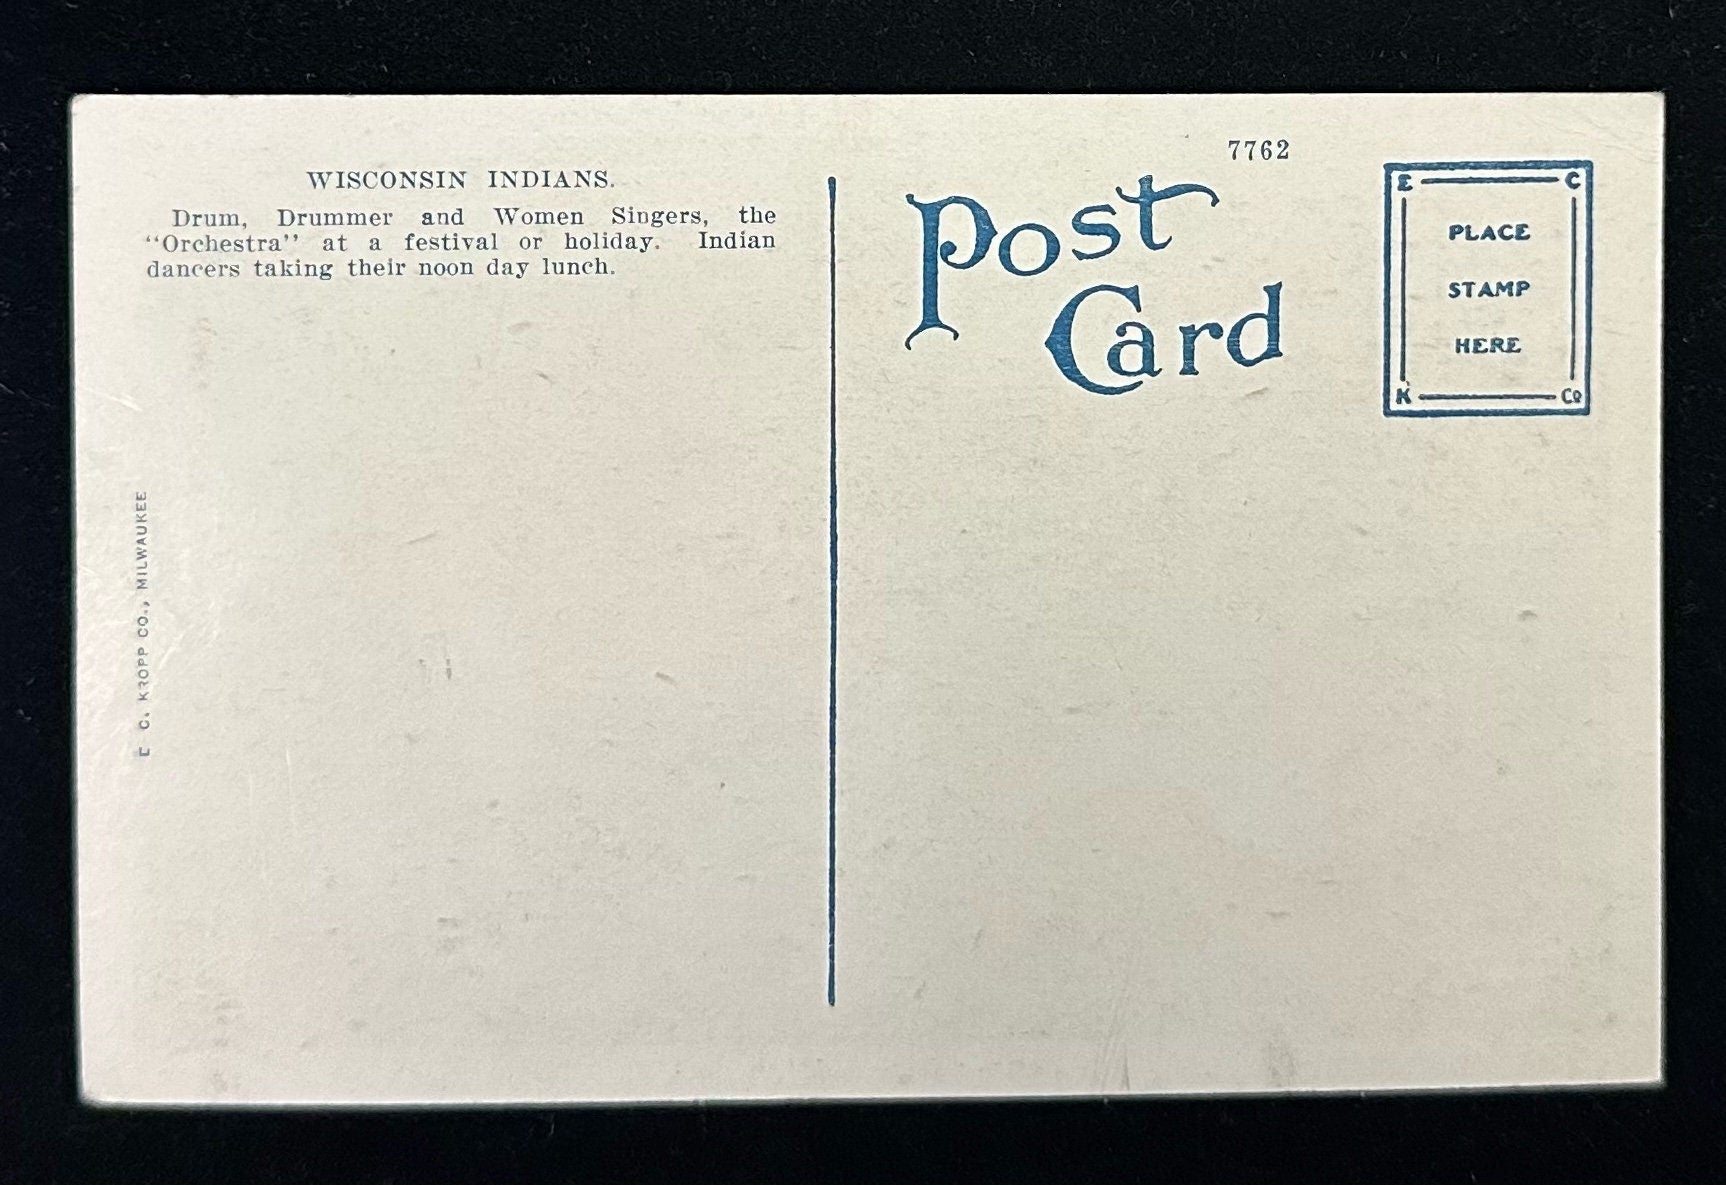 WISCONSIN INDIANS.
Drum, Drummer and Women Singers, the
"Orchestra" at a festival or holiday. Indian
dancers taking their noon day lunch.
E. C. KROPP CO., MILWAUKEE
7762
Post
Card
E C
PLACE
STAMP
HERE
K Co